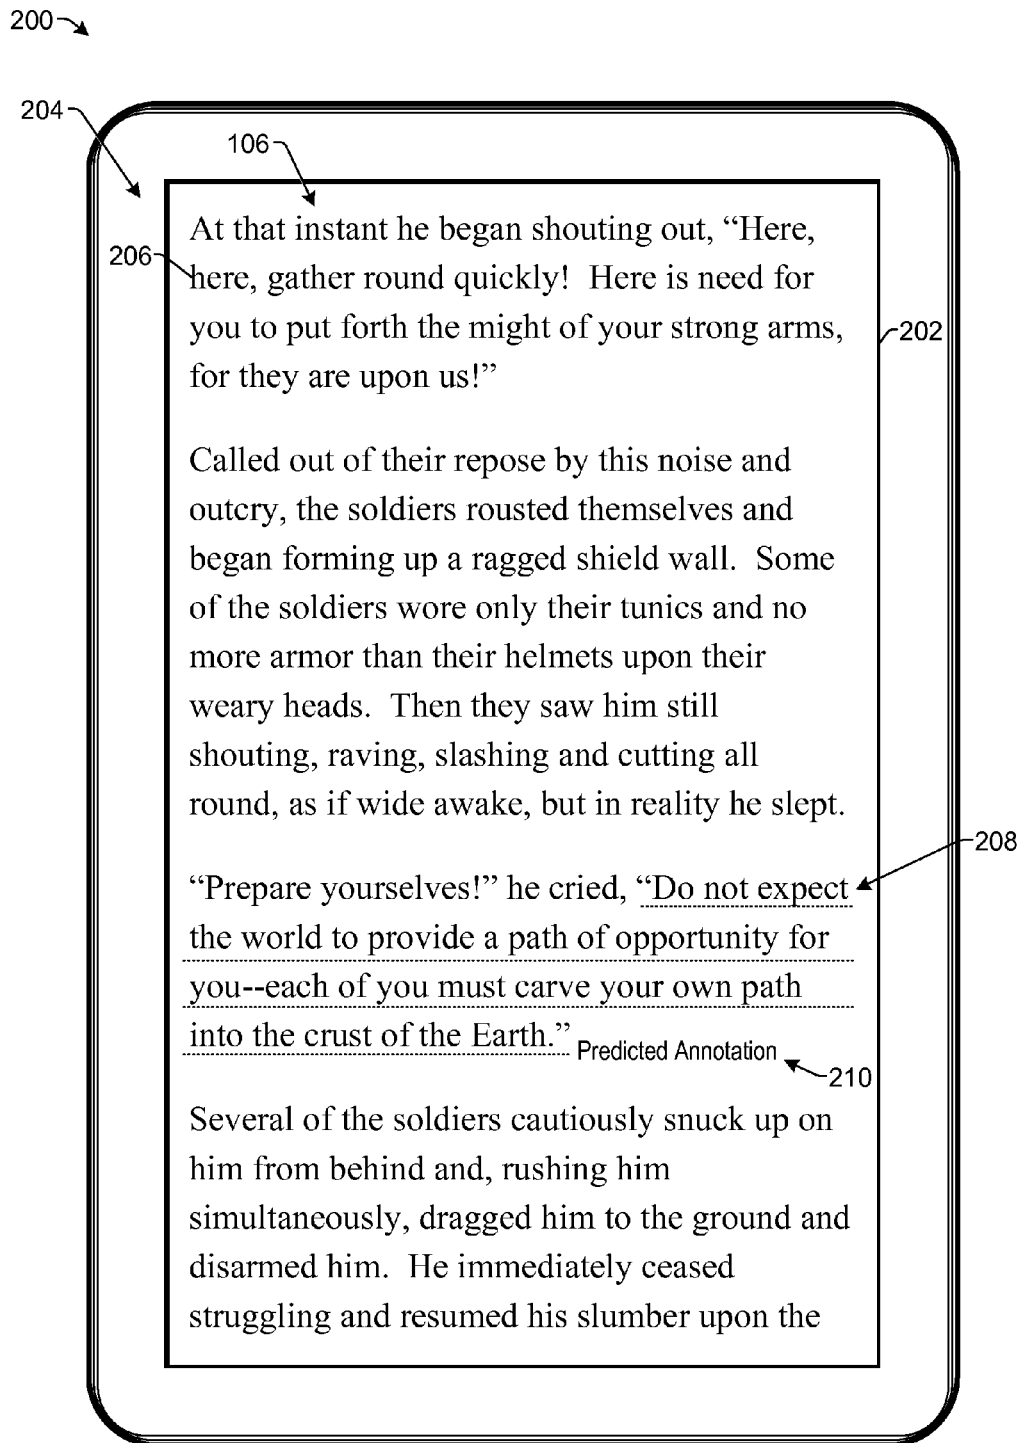 200
204
106
At that instant he began shouting out, “Here,
206
here, gather round quickly!  Here is need for
you to put forth the might of your strong arms,
202
for they are upon us!”
Called out of their repose by this noise and
outcry, the soldiers rousted themselves and
began forming up a ragged shield wall.  Some
of the soldiers wore only their tunics and no
more armor than their helmets upon their
weary heads.  Then they saw him still
shouting, raving, slashing and cutting all
round, as if wide awake, but in reality he slept.
208
“Prepare yourselves!” he cried, “Do not expect
the world to provide a path of opportunity for
you--each of you must carve your own path
into the crust of the Earth.”
Predicted Annotation
210
Several of the soldiers cautiously snuck up on
him from behind and, rushing him
simultaneously, dragged him to the ground and
disarmed him.  He immediately ceased
struggling and resumed his slumber upon the